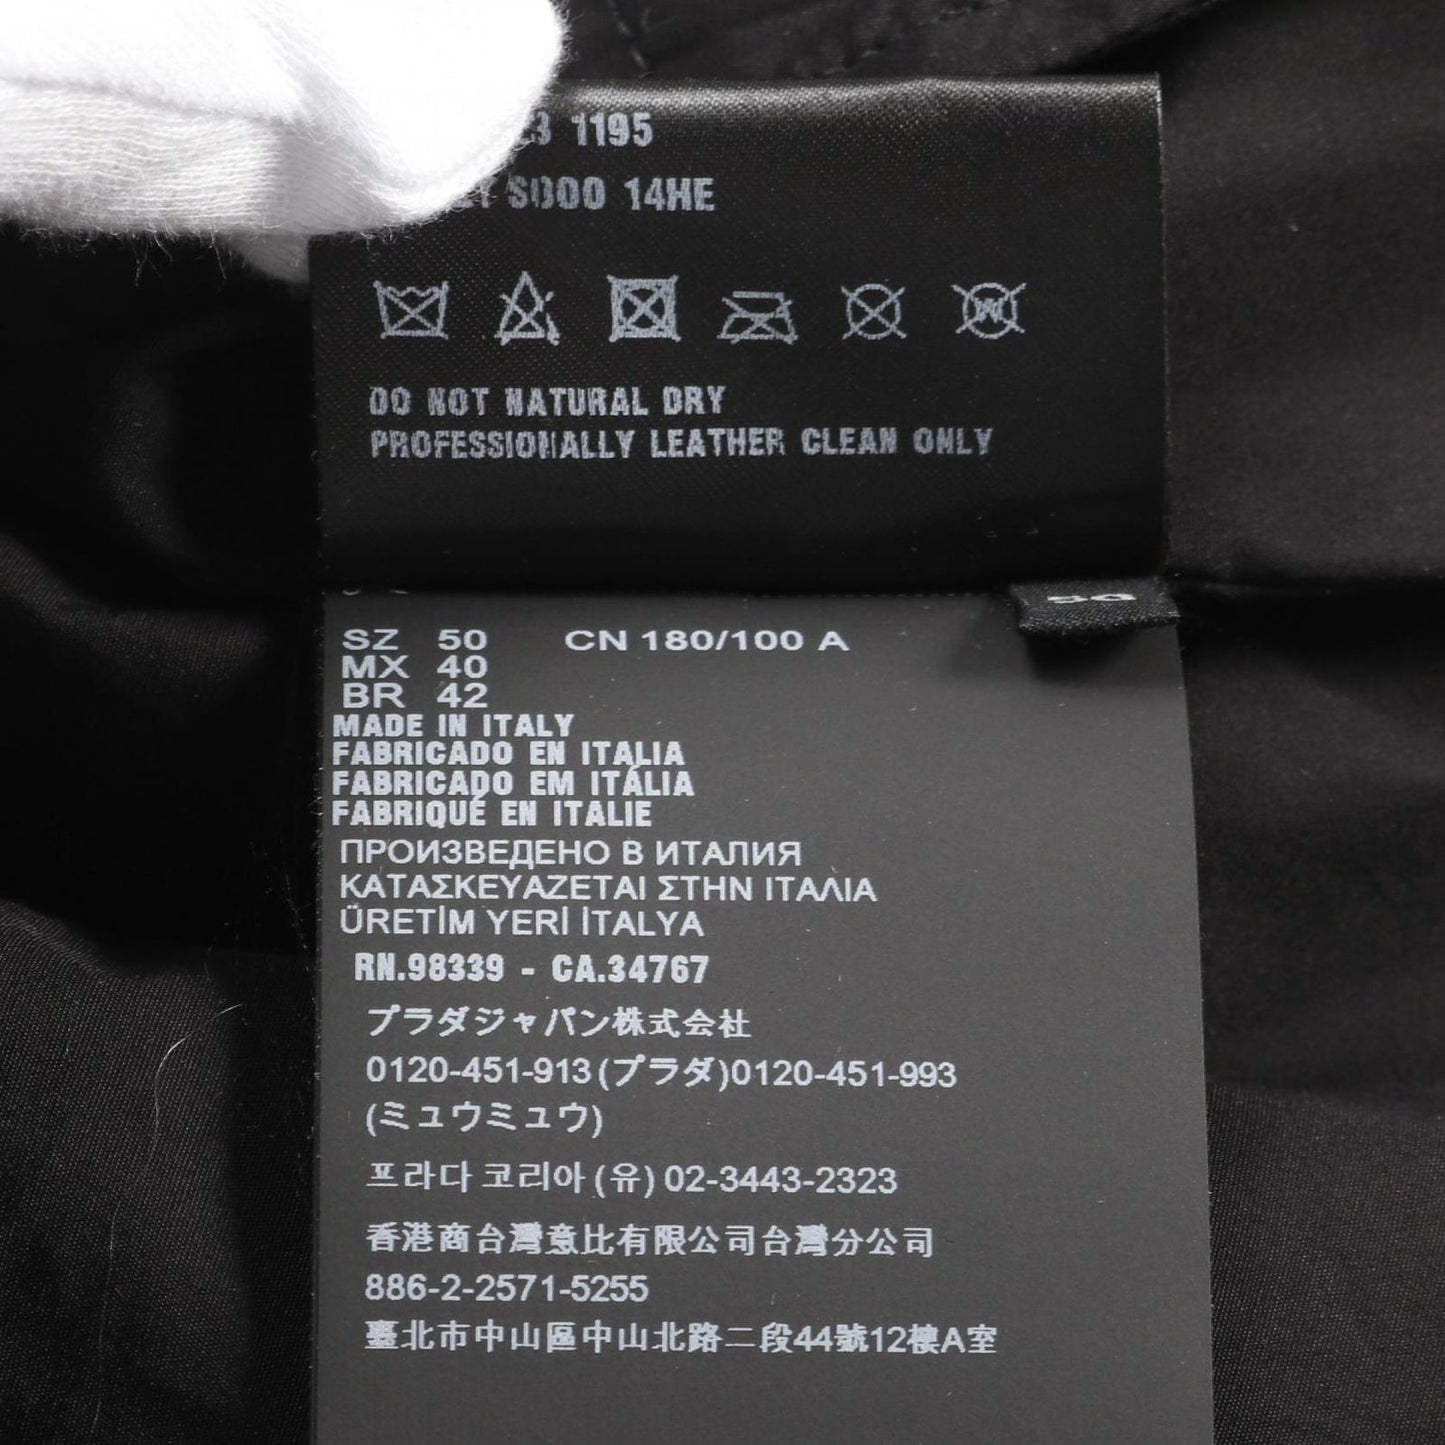 1195
S000 14HE
DO NOT NATURAL DRY
PROFESSIONALLY LEATHER CLEAN ONLY
50
SZ 50 CN 180/100 A
MX 40
BR 42
MADE IN ITALY
FABRICADO EN ITALIA
FABRICADO EM ITÁLIA
FABRIQUÉ EN ITALIE
ПРОИЗВЕДЕНО В ИТАЛИЯ
ΚΑΤΑΣΚΕΥΑΖΕΤΑΙ ΣΤΗΝ ΙΤΑΛΙΑ
ÜRETİM YERİ İTALYA
RN.98339 - CA.34767
プラダジャパン株式会社
0120-451-913(プラダ)0120-451-993
(ミュウミュウ)
프라다 코리아 (유) 02-3443-2323
香港商台灣意比有限公司台灣分公司
886-2-2571-5255
臺北市中山區中山北路二段44號12樓A室